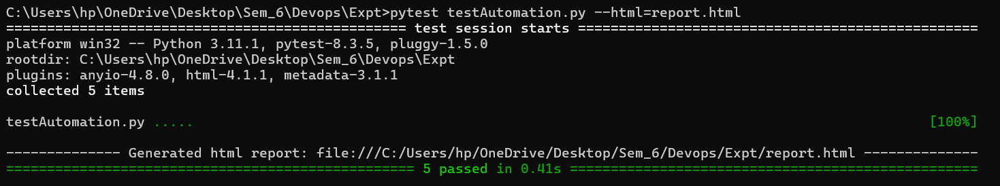 C:\Users\hp\OneDrive\Desktop\Sem_6\Devops\Expt>pytest testAutomation.py --html=report.html
================================================= test session starts =================================================
platform win32 -- Python 3.11.1, pytest-8.3.5, pluggy-1.5.0
rootdir: C:\Users\hp\OneDrive\Desktop\Sem_6\Devops\Expt
plugins: anyio-4.8.0, html-4.1.1, metadata-3.1.1
collected 5 items
testAutomation.py ..... [100%]
-------------- Generated html report: file:///C:/Users/hp/OneDrive/Desktop/Sem_6/Devops/Expt/report.html --------------
================================================== 5 passed in 0.41s ==================================================